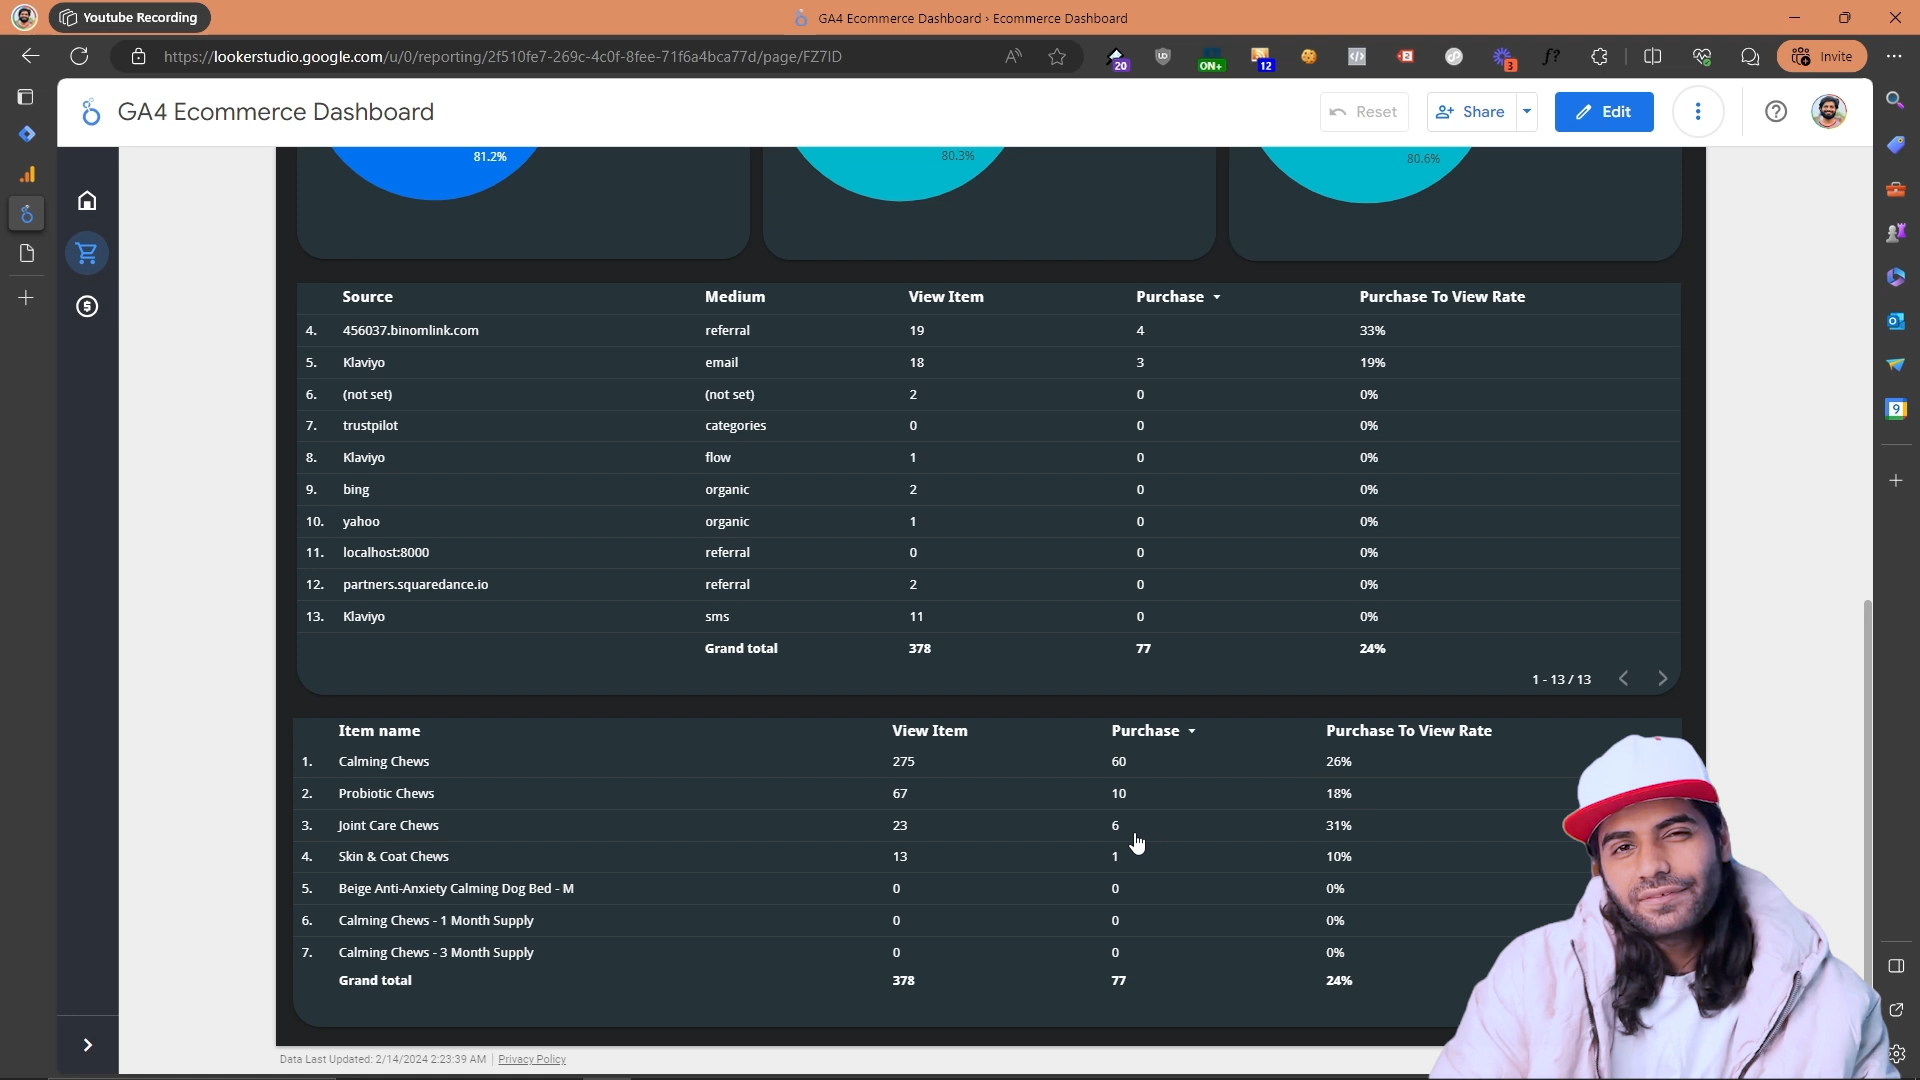 Youtube Recording
GA4 Ecommerce Dashboard › Ecommerce Dashboard
https://lookerstudio.google.com/u/0/reporting/2f510fe7-269c-4c0f-8fee-71f6a4bca77d/page/FZ7ID
20
ON+
12
3
f?
Invite
GA4 Ecommerce Dashboard
Reset
Share
Edit
81.2%
80.3%
80.6%
Source Medium View Item Purchase Purchase To View Rate
4. 456037.binomlink.com referral 19 4 33%
5. Klaviyo email 18 3 19%
6. (not set) (not set) 2 0 0%
7. trustpilot categories 0 0 0%
8. Klaviyo flow 1 0 0%
9. bing organic 2 0 0%
10. yahoo organic 1 0 0%
11. localhost:8000 referral 0 0 0%
12. partners.squaredance.io referral 2 0 0%
13. Klaviyo sms 11 0 0%
Grand total 378 77 24%
1 - 13 / 13
Item name View Item Purchase Purchase To View Rate
1. Calming Chews 275 60 26%
2. Probiotic Chews 67 10 18%
3. Joint Care Chews 23 6 31%
4. Skin & Coat Chews 13 1 10%
5. Beige Anti-Anxiety Calming Dog Bed - M 0 0 0%
6. Calming Chews - 1 Month Supply 0 0 0%
7. Calming Chews - 3 Month Supply 0 0 0%
Grand total 378 77 24%
Data Last Updated: 2/14/2024 2:23:39 AM Privacy Policy
9